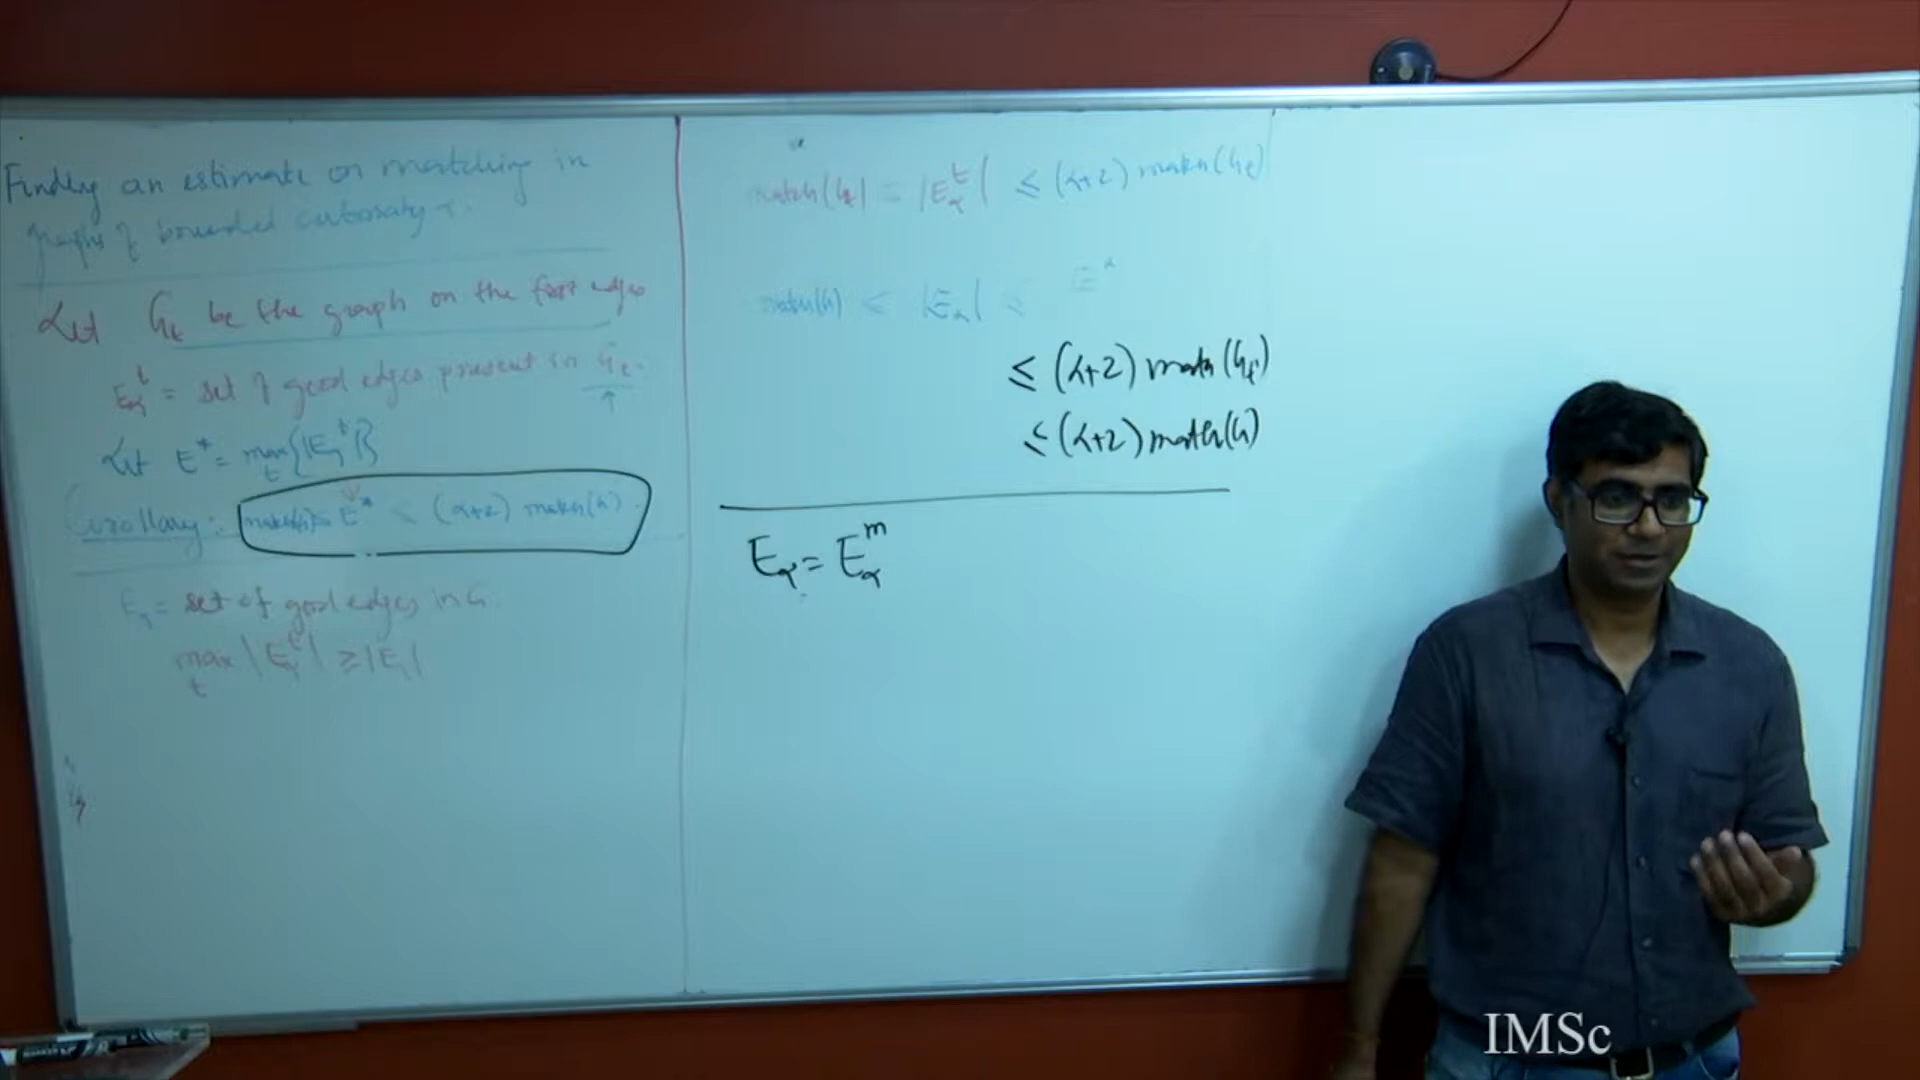 Finding an estimate on matching in
graphs of bounded arboricity α.
Let G_t be the graph on the first t edges
E_α^t = set of good edges present in G_t.
Let E* = max_t {|E_α^t|}
Corollary: match(G) ≤ E* ≤ (α+2) match(G).
E_α = set of good edges in G.
max_t |E_α^t| ≥ |E_α|
match(G_t) ≤ |E_α^t| ≤ (α+2) match(G_t)
match(G) ≤ |E_α| ≤ E*
≤ (α+2) match(G_t')
≤ (α+2) match(G)
E_α = E_α^m
IMSc